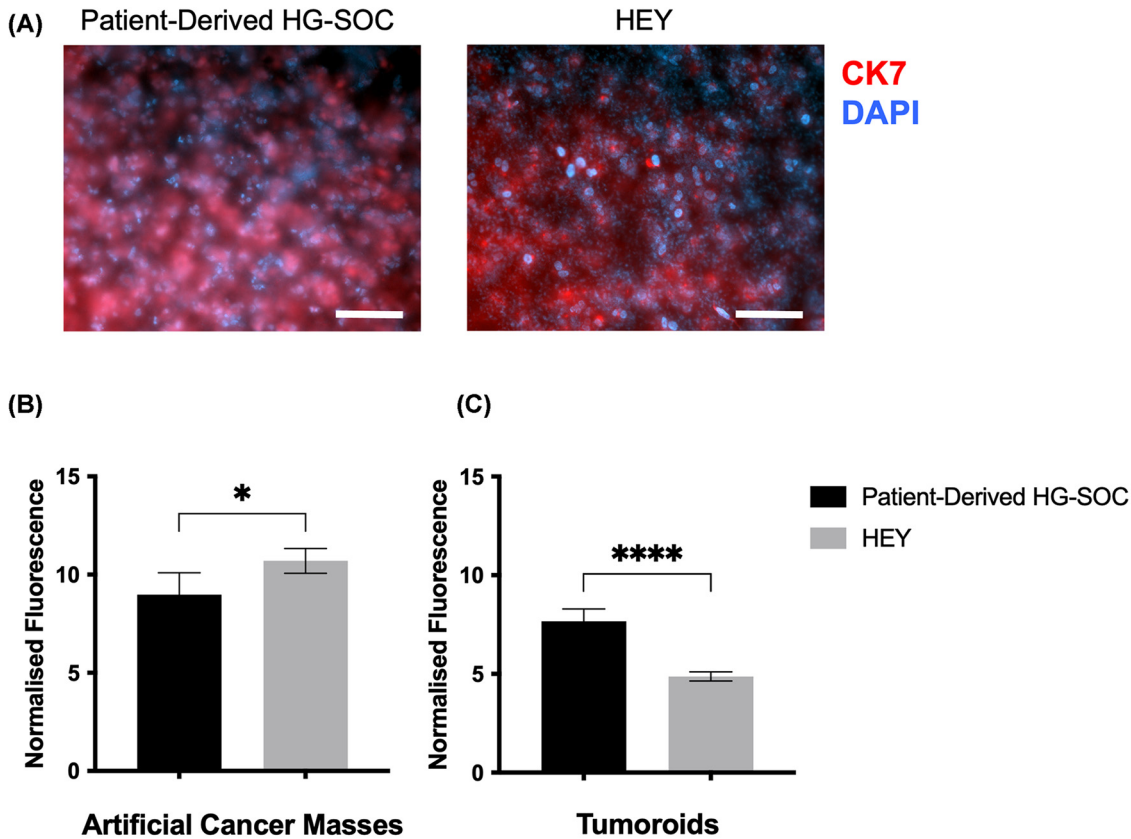 (A)
Patient-Derived HG-SOC
HEY
CK7
DAPI
(B)
(C)
15
10
5
0
Normalised Fluorescence
*
Artificial Cancer Masses
15
10
5
0
Normalised Fluorescence
****
Tumoroids
Patient-Derived HG-SOC
HEY